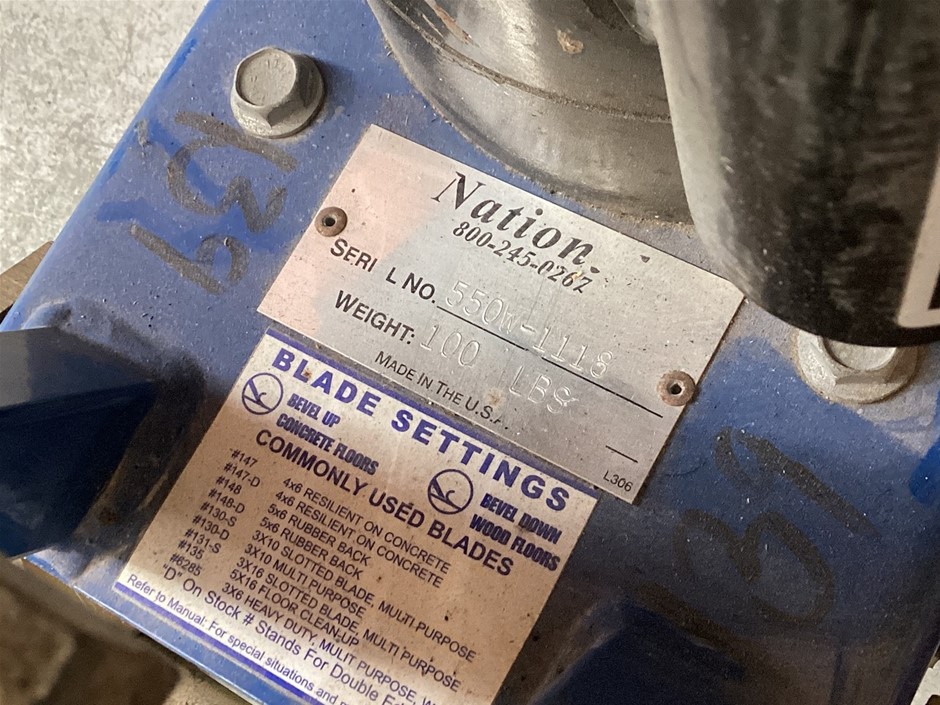 Nation.
800-245-0267
SERI L NO. 550W-1118
WEIGHT: 100 LBS
MADE IN THE U.S.A.
L306
BLADE SETTINGS
BEVEL UP
CONCRETE FLOORS
BEVEL DOWN
WOOD FLOORS
COMMONLY USED BLADES
#147 4x6 RESILIENT ON CONCRETE
#147-D 4x6 RESILIENT ON CONCRETE
#148 5x6 RUBBER BACK
#148-D 5x6 RUBBER BACK
#130-S 3X10 SLOTTED BLADE, MULTI-PURPOSE
#130-D 3X10 MULTI PURPOSE
#131-S 3X16 SLOTTED BLADE, MULTI PURPOSE
#135 5X16 FLOOR CLEAN-UP
#6285 3X6 HEAVY DUTY, MULIT PURPOSE,
"D" On Stock # Stands For Double
Refer to Manual: For special situations and
139